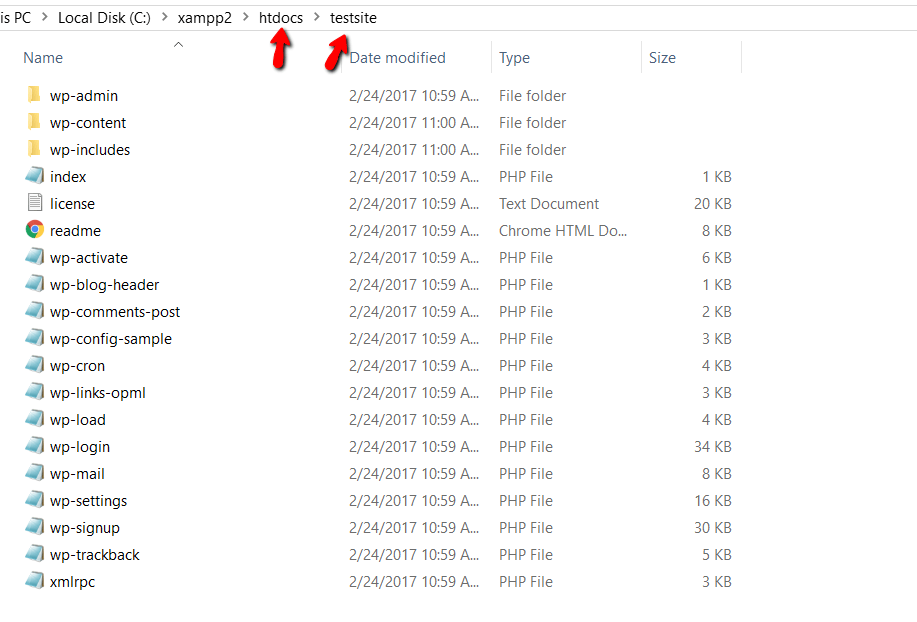 is PC > Local Disk (C:) > xampp2 > htdocs > testsite
Name Date modified Type Size
wp-admin 2/24/2017 10:59 A... File folder
wp-content 2/24/2017 11:00 A... File folder
wp-includes 2/24/2017 11:00 A... File folder
index 2/24/2017 10:59 A... PHP File 1 KB
license 2/24/2017 10:59 A... Text Document 20 KB
readme 2/24/2017 10:59 A... Chrome HTML Do... 8 KB
wp-activate 2/24/2017 10:59 A... PHP File 6 KB
wp-blog-header 2/24/2017 10:59 A... PHP File 1 KB
wp-comments-post 2/24/2017 10:59 A... PHP File 2 KB
wp-config-sample 2/24/2017 10:59 A... PHP File 3 KB
wp-cron 2/24/2017 10:59 A... PHP File 4 KB
wp-links-opml 2/24/2017 10:59 A... PHP File 3 KB
wp-load 2/24/2017 10:59 A... PHP File 4 KB
wp-login 2/24/2017 10:59 A... PHP File 34 KB
wp-mail 2/24/2017 10:59 A... PHP File 8 KB
wp-settings 2/24/2017 10:59 A... PHP File 16 KB
wp-signup 2/24/2017 10:59 A... PHP File 30 KB
wp-trackback 2/24/2017 10:59 A... PHP File 5 KB
xmlrpc 2/24/2017 10:59 A... PHP File 3 KB